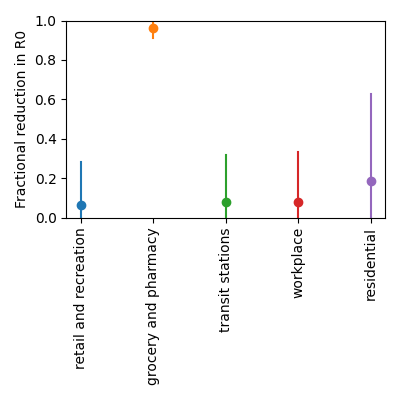 Fractional reduction in R0
1.0
0.8
0.6
0.4
0.2
0.0
retail and recreation
grocery and pharmacy
transit stations
workplace
residential